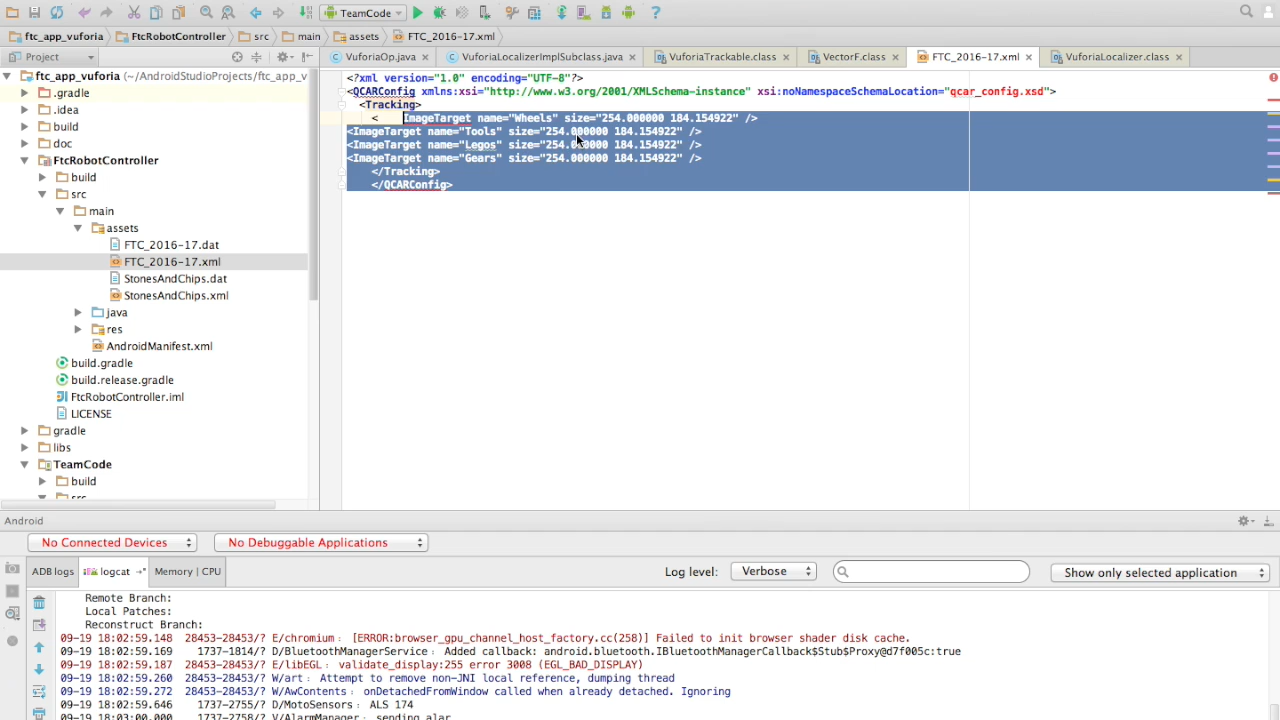 TeamCode
ftc_app_vuforia FtcRobotController src main assets FTC_2016-17.xml
Project
VuforiaOp.java VuforiaLocalizerImplSubclass.java VuforiaTrackable.class VectorF.class FTC_2016-17.xml VuforiaLocalizer.class
ftc_app_vuforia (~/AndroidStudioProjects/ftc_app_v
.gradle
.idea
build
doc
FtcRobotController
build
src
main
assets
FTC_2016-17.dat
FTC_2016-17.xml
StonesAndChips.dat
StonesAndChips.xml
java
res
AndroidManifest.xml
build.gradle
build.release.gradle
FtcRobotController.iml
LICENSE
gradle
libs
TeamCode
build
src
<?xml version="1.0" encoding="UTF-8"?>
<QCARConfig xmlns:xsi="http://www.w3.org/2001/XMLSchema-instance" xsi:noNamespaceSchemaLocation="qcar_config.xsd">
<Tracking>
< ImageTarget name="Wheels" size="254.000000 184.154922" />
<ImageTarget name="Tools" size="254.000000 184.154922" />
<ImageTarget name="Legos" size="254.000000 184.154922" />
<ImageTarget name="Gears" size="254.000000 184.154922" />
</Tracking>
</QCARConfig>
Android
No Connected Devices No Debuggable Applications
ADB logs logcat Memory | CPU Log level: Verbose Show only selected application
Remote Branch:
Local Patches:
Reconstruct Branch:
09-19 18:02:59.148 28453-28453/? E/chromium: [ERROR:browser_gpu_channel_host_factory.cc(258)] Failed to init browser shader disk cache.
09-19 18:02:59.169 1737-1814/? D/BluetoothManagerService: Added callback: android.bluetooth.IBluetoothManagerCallback$Stub$Proxy@d7f005c:true
09-19 18:02:59.187 28453-28453/? E/libEGL: validate_display:255 error 3008 (EGL_BAD_DISPLAY)
09-19 18:02:59.260 28453-28453/? W/art: Attempt to remove non-JNI local reference, dumping thread
09-19 18:02:59.272 28453-28453/? W/AwContents: onDetachedFromWindow called when already detached. Ignoring
09-19 18:02:59.646 1737-2758/? D/MotoSensors: ALS 174
09-19 18:03:00.000 1737-2755/? V/AlarmManager: sending alar